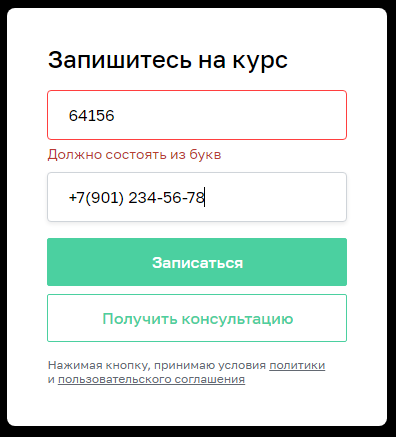 Запишитесь на курс
64156
Должно состоять из букв
+7(901) 234-56-78
Записаться
Получить консультацию
Нажимая кнопку, принимаю условия политики
и пользовательского соглашения